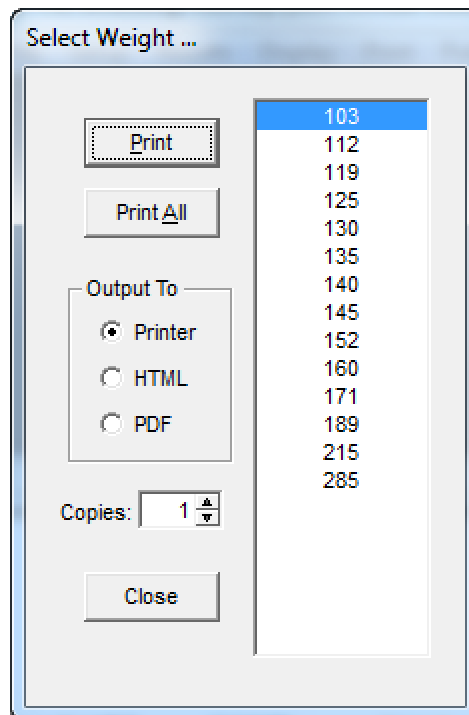 Select Weight ...
Print
Print All
Output To
Printer
HTML
PDF
Copies: 1
Close
103
112
119
125
130
135
140
145
152
160
171
189
215
285